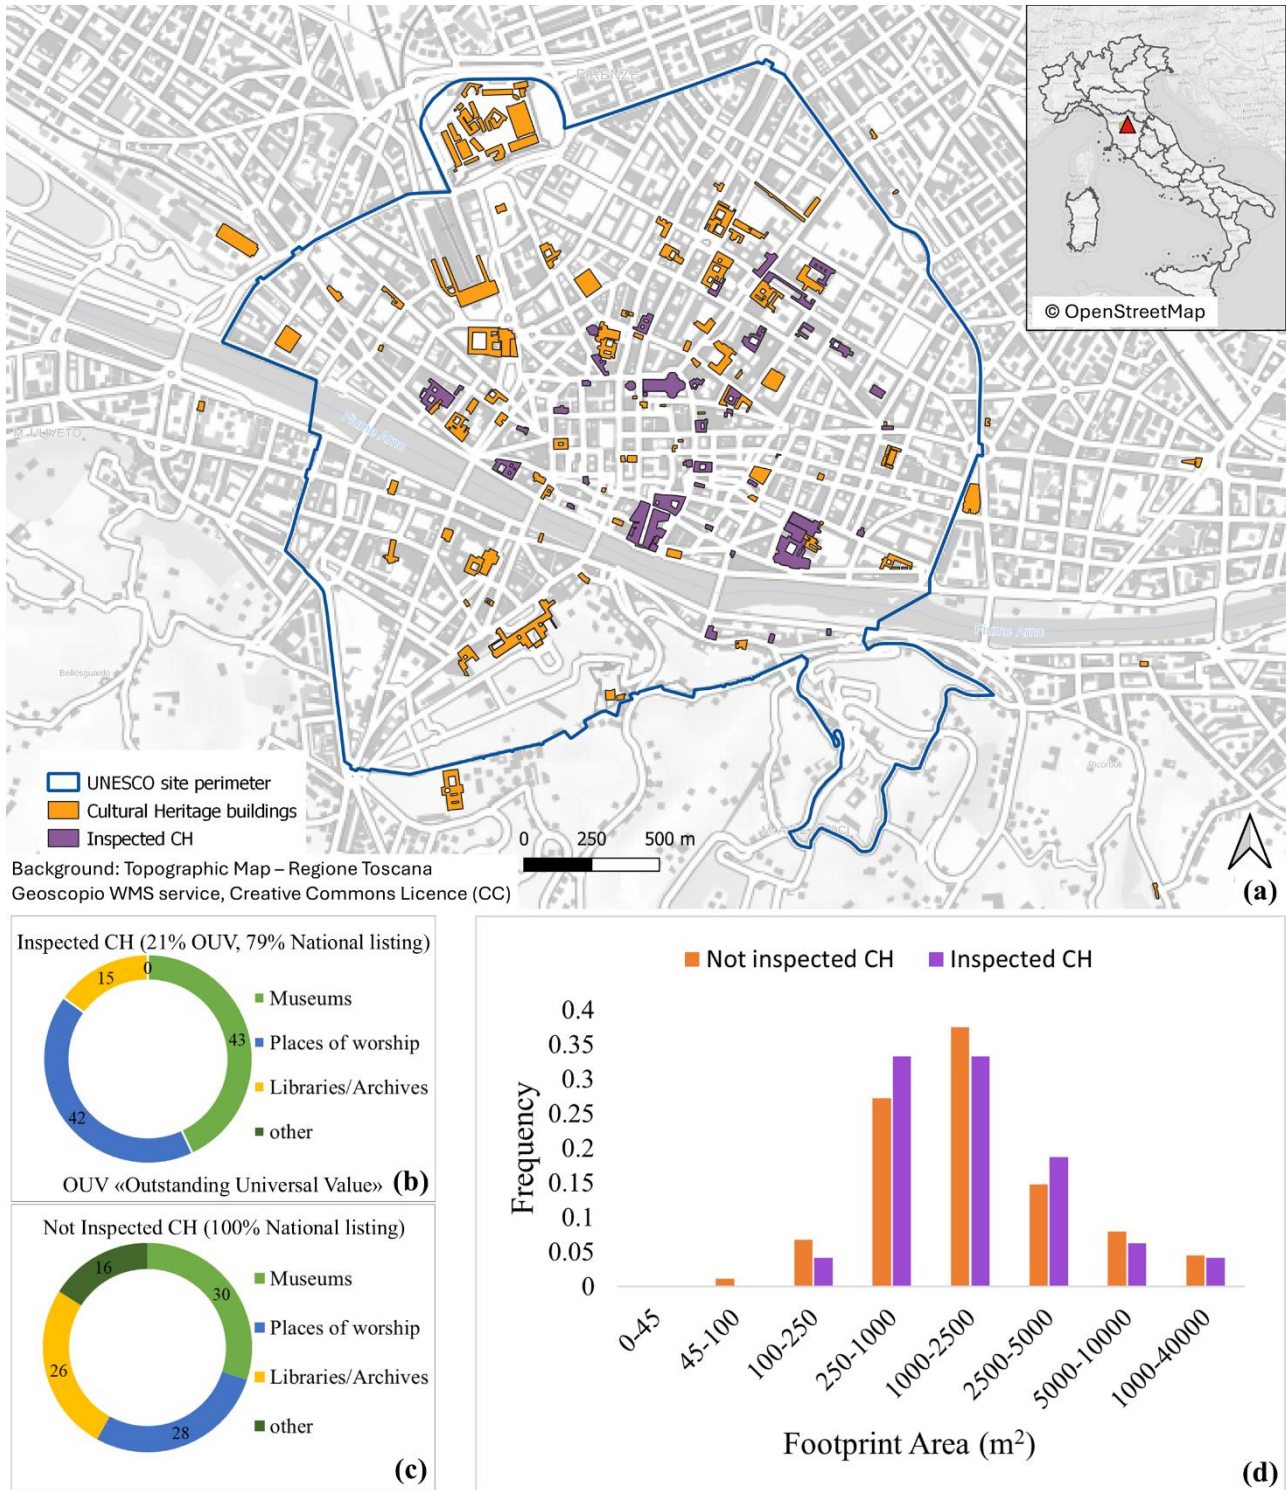 FIRENZE
© OpenStreetMap
Fiume Arno
M. ULIVETO
Fiume Arno
Bellosguardo
UNESCO site perimeter
Cultural Heritage buildings
Inspected CH
0 250 500 m
Background: Topographic Map – Regione Toscana
Geoscopio WMS service, Creative Commons Licence (CC)
(a)
Inspected CH (21% OUV, 79% National listing)
0
15
43
42
Museums
Places of worship
Libraries/Archives
other
OUV «Outstanding Universal Value»
(b)
Not Inspected CH (100% National listing)
16
30
26
28
Museums
Places of worship
Libraries/Archives
other
(c)
Not inspected CH
Inspected CH
Frequency
0.4
0.35
0.3
0.25
0.2
0.15
0.1
0.05
0
0-45
45-100
100-250
250-1000
1000-2500
2500-5000
5000-10000
1000-40000
Footprint Area (m²)
(d)